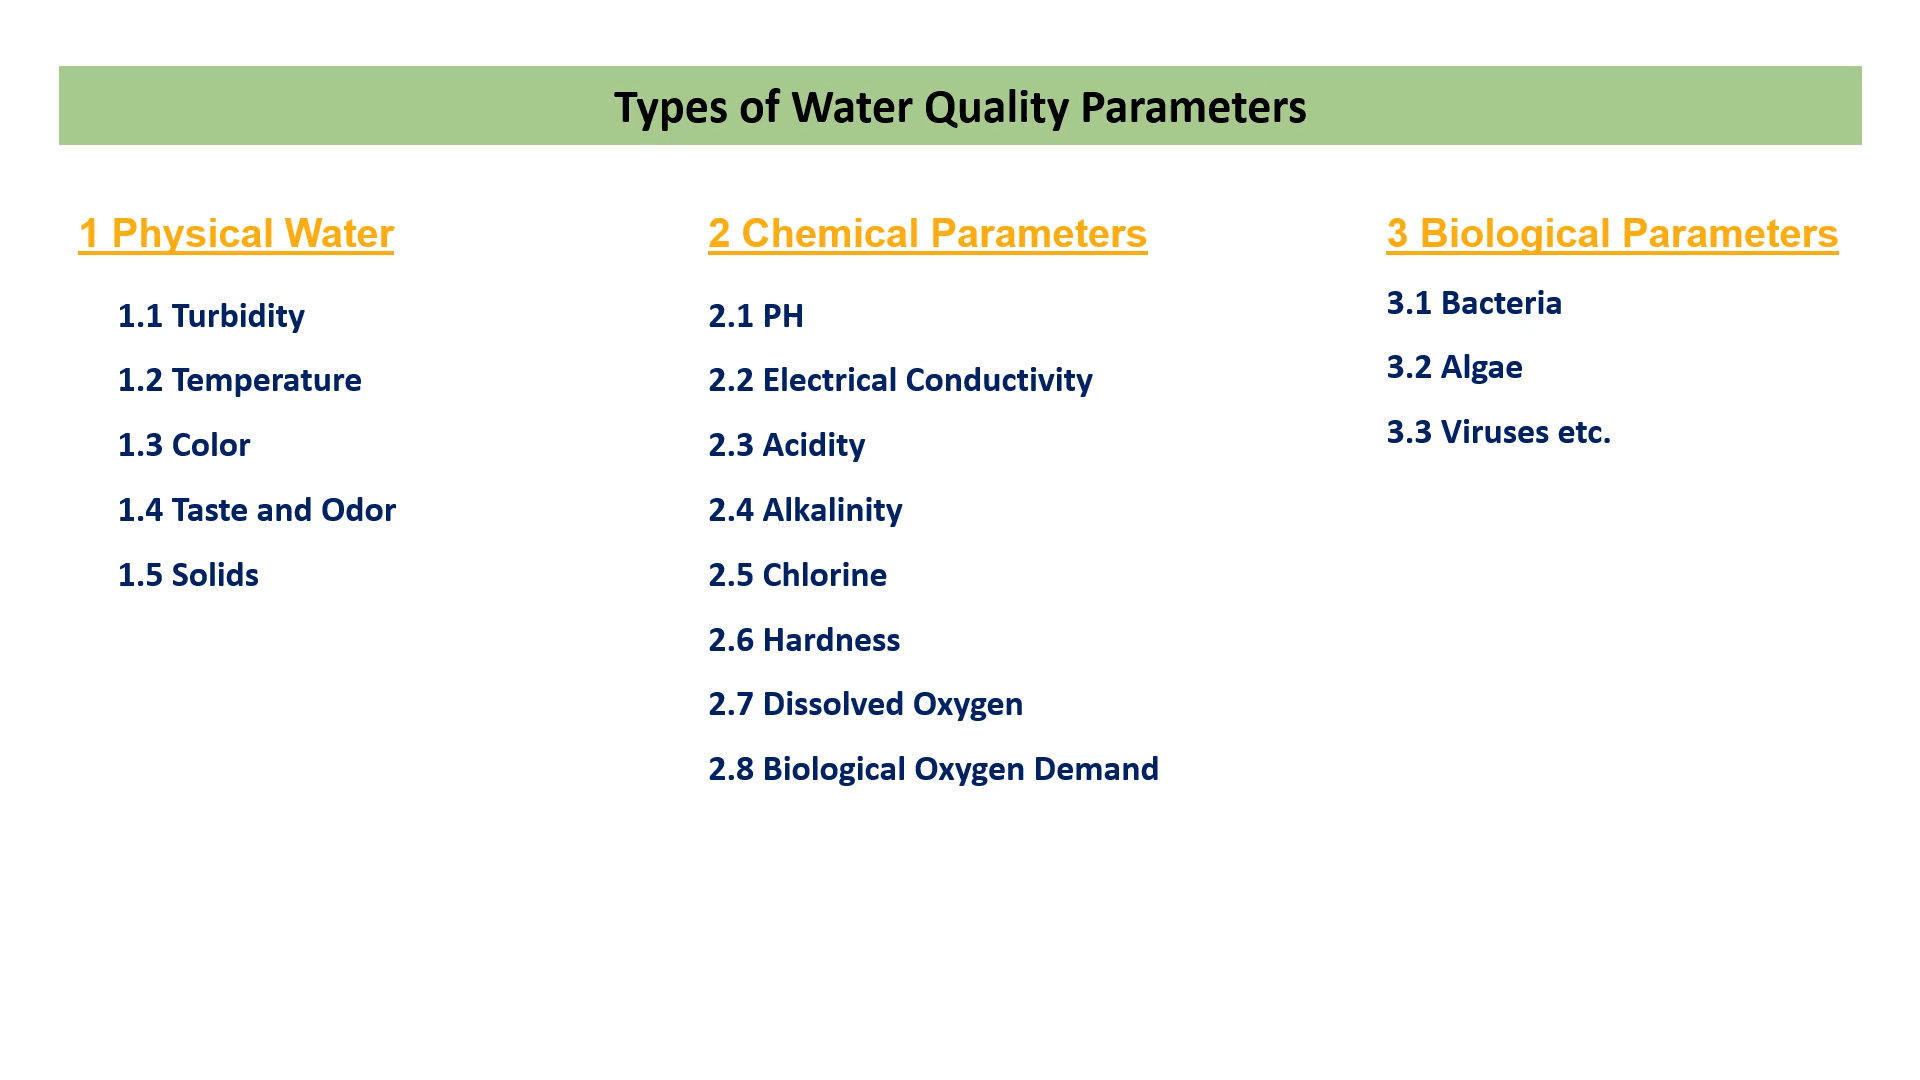 Types of Water Quality Parameters
1 Physical Water
1.1 Turbidity
1.2 Temperature
1.3 Color
1.4 Taste and Odor
1.5 Solids
2 Chemical Parameters
2.1 PH
2.2 Electrical Conductivity
2.3 Acidity
2.4 Alkalinity
2.5 Chlorine
2.6 Hardness
2.7 Dissolved Oxygen
2.8 Biological Oxygen Demand
3 Biological Parameters
3.1 Bacteria
3.2 Algae
3.3 Viruses etc.